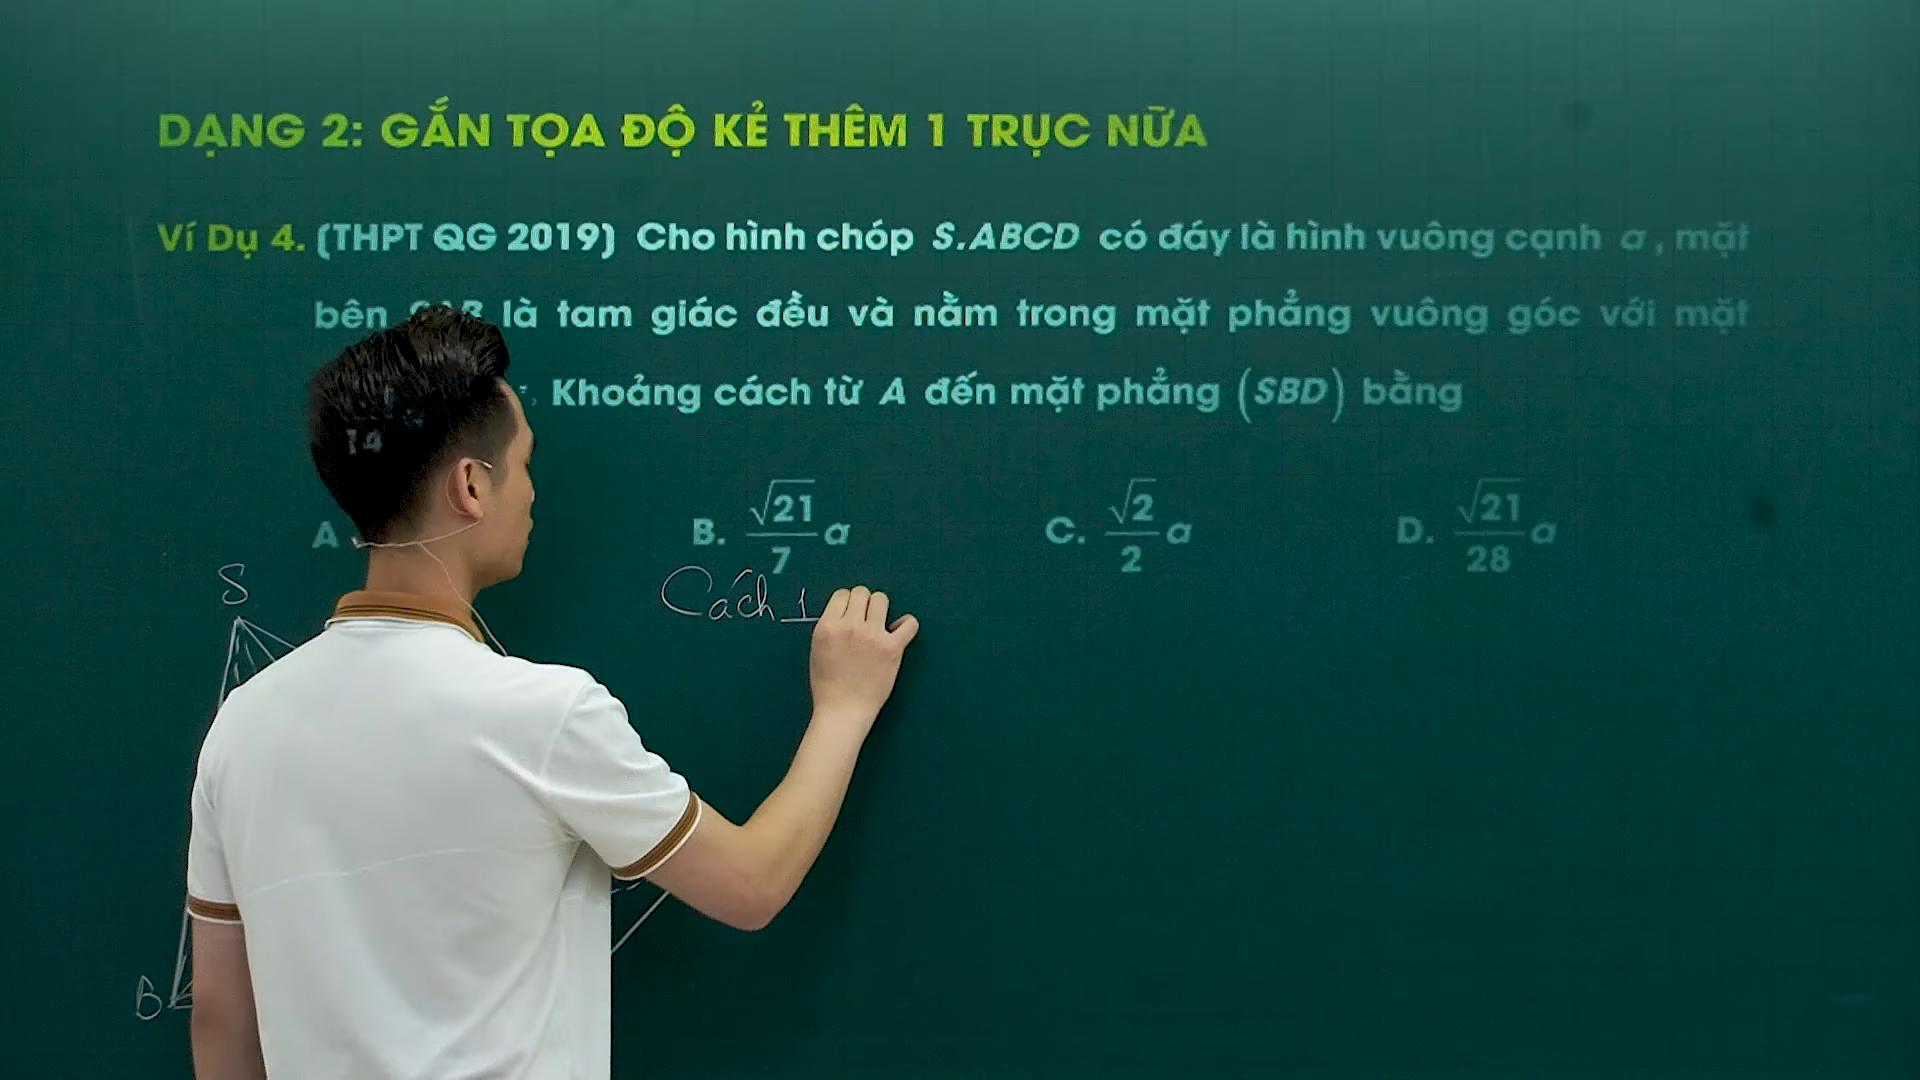 DẠNG 2: GẮN TỌA ĐỘ KẺ THÊM 1 TRỤC NỮA
Ví Dụ 4. (THPT QG 2019) Cho hình chóp S.ABCD có đáy là hình vuông cạnh a, mặt
bên là tam giác đều và nằm trong mặt phẳng vuông góc với mặt
Khoảng cách từ A đến mặt phẳng (SBD) bằng
14
A B. √21/7 a C. √2/2 a D. √21/28 a
S
Cách 1
B